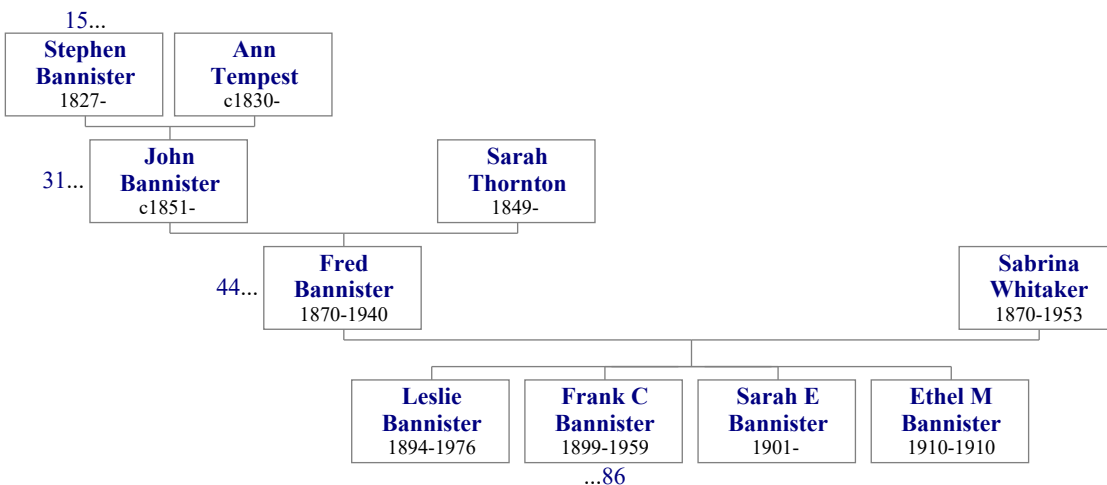 15...
Stephen
Bannister
1827-
Ann
Tempest
c1830-
31...
John
Bannister
c1851-
Sarah
Thornton
1849-
44...
Fred
Bannister
1870-1940
Sabrina
Whitaker
1870-1953
Leslie
Bannister
1894-1976
Frank C
Bannister
1899-1959
Sarah E
Bannister
1901-
Ethel M
Bannister
1910-1910
...86